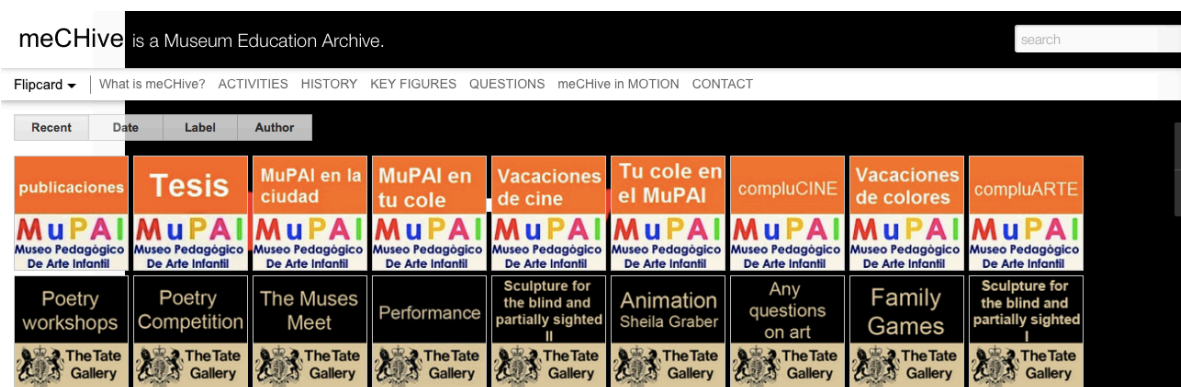 meCHive is a Museum Education Archive.
search
Flipcard What is meCHive? ACTIVITIES HISTORY KEY FIGURES QUESTIONS meCHive in MOTION CONTACT
Recent Date Label Author
publicaciones
MuPAI
Museo Pedagógico
De Arte Infantil
Tesis
MuPAI
Museo Pedagógico
De Arte Infantil
MuPAI en la
ciudad
MuPAI
Museo Pedagógico
De Arte Infantil
MuPAI en
tu cole
MuPAI
Museo Pedagógico
De Arte Infantil
Vacaciones
de cine
MuPAI
Museo Pedagógico
De Arte Infantil
Tu cole en
el MuPAI
MuPAI
Museo Pedagógico
De Arte Infantil
compluCINE
MuPAI
Museo Pedagógico
De Arte Infantil
Vacaciones
de colores
MuPAI
Museo Pedagógico
De Arte Infantil
compluARTE
MuPAI
Museo Pedagógico
De Arte Infantil
Poetry
workshops
The Tate
Gallery
Poetry
Competition
The Tate
Gallery
The Muses
Meet
The Tate
Gallery
Performance
The Tate
Gallery
Sculpture for
the blind and
partially sighted
II
The Tate
Gallery
Animation
Sheila Graber
The Tate
Gallery
Any
questions
on art
The Tate
Gallery
Family
Games
The Tate
Gallery
Sculpture for
the blind and
partially sighted
I
The Tate
Gallery